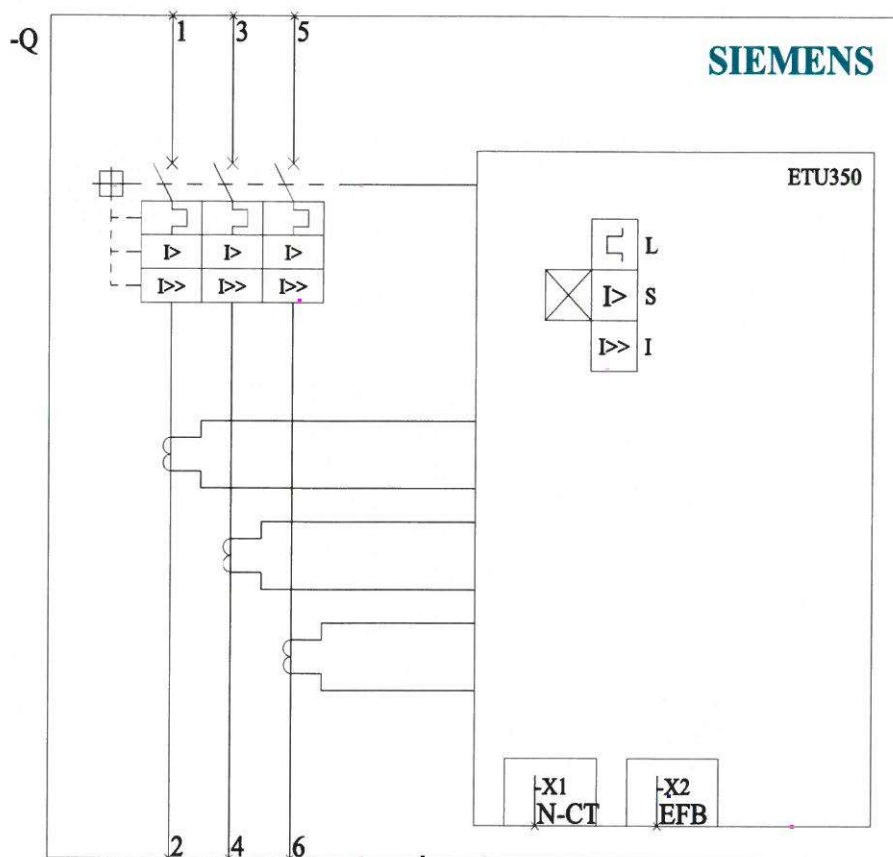 -Q
1 3 5
SIEMENS
ETU350
L
I> I> I>
I> S
I>> I>> I>>
I>> I
-X1 -X2
N-CT EFB
2 4 6